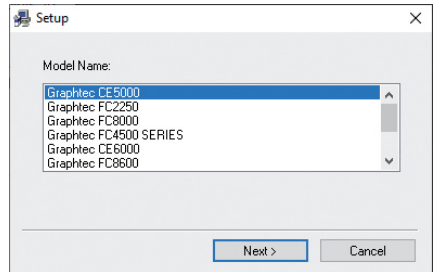 Setup
Model Name:
Graphtec CE5000
Graphtec FC2250
Graphtec FC8000
Graphtec FC4500 SERIES
Graphtec CE6000
Graphtec FC8600
Next >
Cancel